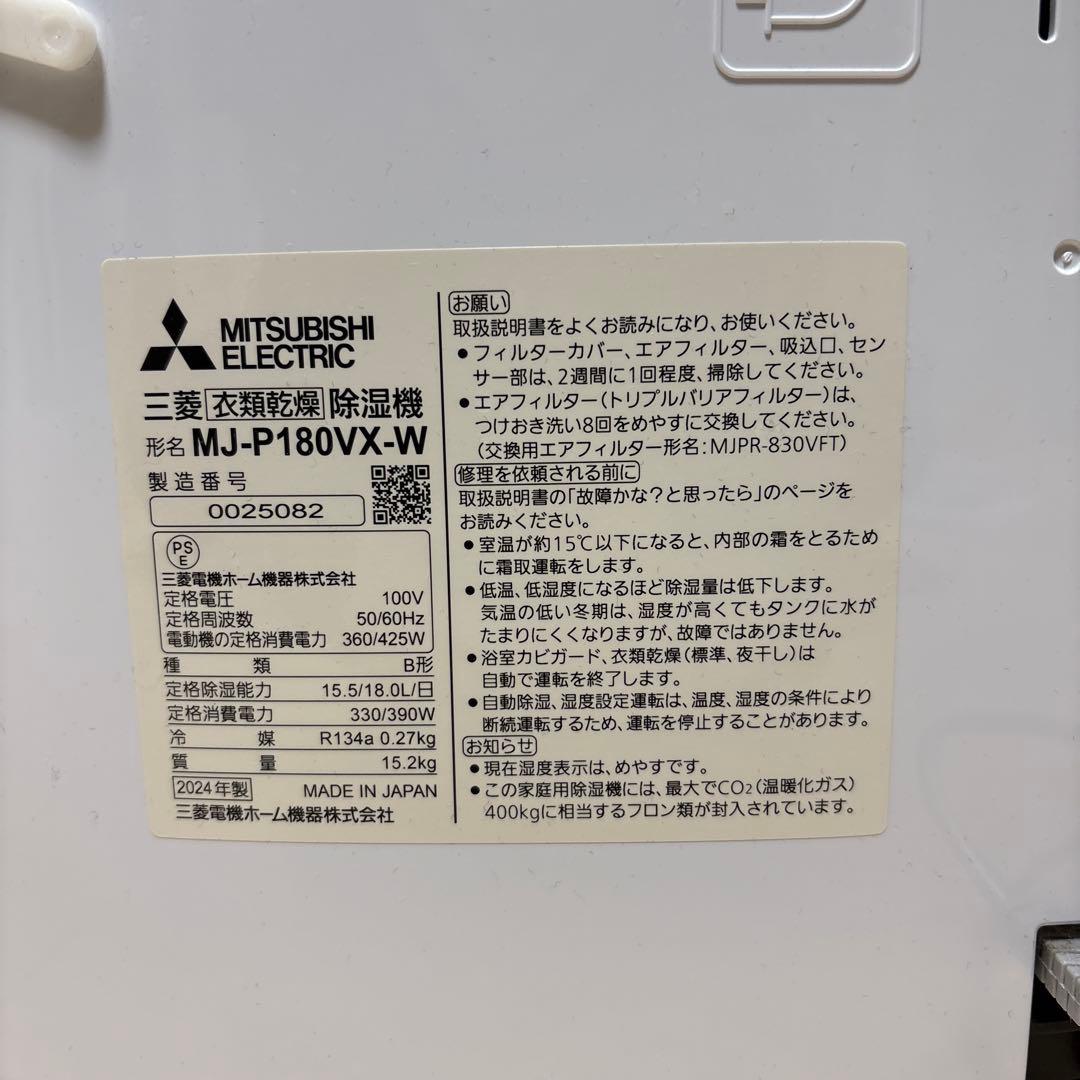 MITSUBISHI
ELECTRIC
三菱 衣類乾燥 除湿機
形名 MJ-P180VX-W
製造番号
0025082
PS
E
三菱電機ホーム機器株式会社
定格電圧 100V
定格周波数 50/60Hz
電動機の定格消費電力 360/425W
種類 B形
定格除湿能力 15.5/18.0L/日
定格消費電力 330/390W
冷媒 R134a 0.27kg
質量 15.2kg
2024年製 MADE IN JAPAN
三菱電機ホーム機器株式会社
お願い
取扱説明書をよくお読みになり、お使いください。
●フィルターカバー、エアフィルター、吸込口、セン
サー部は、2週間に1回程度、掃除してください。
●エアフィルター(トリプルバリアフィルター)は、
つけおき洗い8回をめやすに交換してください。
(交換用エアフィルター形名:MJPR-830VFT)
修理を依頼される前に
取扱説明書の「故障かな?と思ったら」のページを
お読みください。
●室温が約15℃以下になると、内部の霜をとるため
に霜取運転をします。
●低温、低湿度になるほど除湿量は低下します。
気温の低い冬期は、湿度が高くてもタンクに水が
たまりにくくなりますが、故障ではありません。
●浴室カビガード、衣類乾燥(標準、夜干し)は
自動で運転を終了します。
●自動除湿、湿度設定運転は、温度、湿度の条件により
断続運転するため、運転を停止することがあります。
お知らせ
●現在湿度表示は、めやすです。
●この家庭用除湿機には、最大でCO2(温暖化ガス)
400kgに相当するフロン類が封入されています。